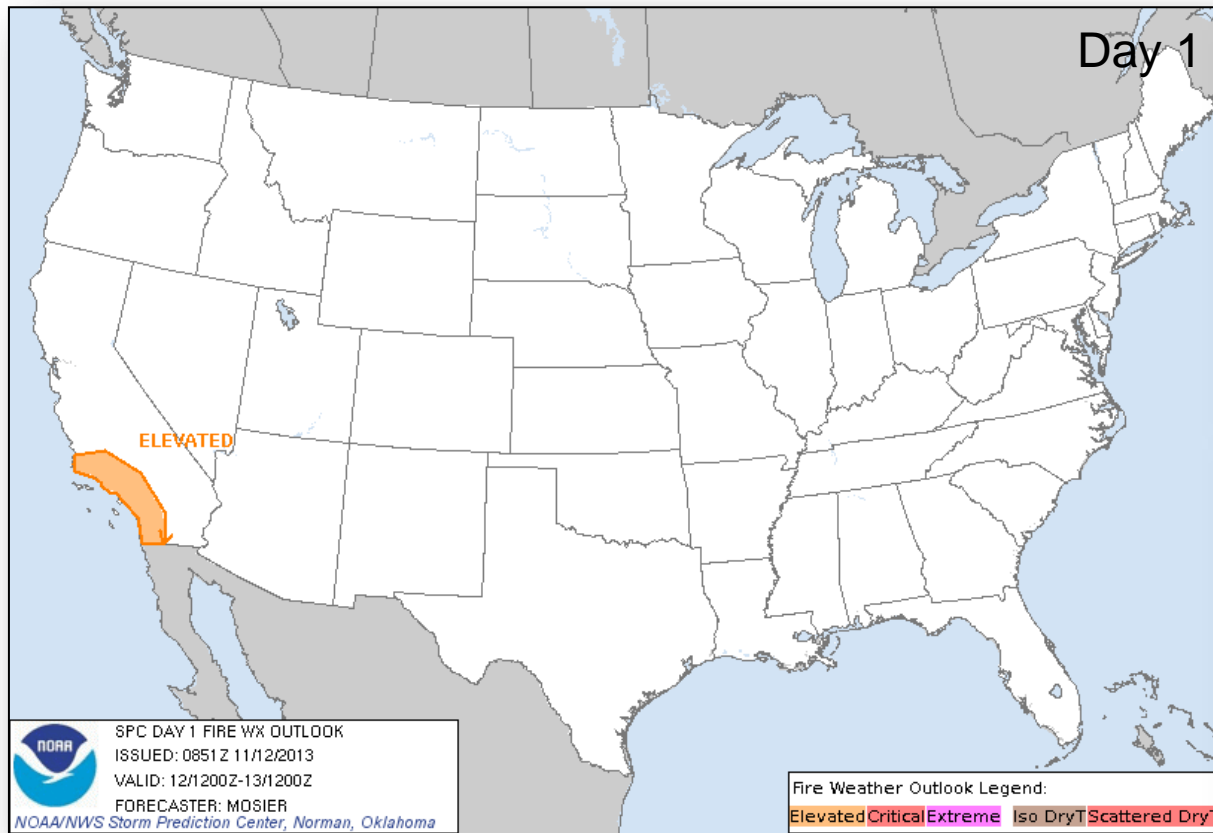 Day 1
ELEVATED
NOAA
SPC DAY 1 FIRE WX OUTLOOK
ISSUED: 0851Z 11/12/2013
VALID: 12/1200Z-13/1200Z
FORECASTER: MOSIER
NOAA/NWS Storm Prediction Center, Norman, Oklahoma
Fire Weather Outlook Legend:
Elevated Critical Extreme Iso DryT Scattered DryT